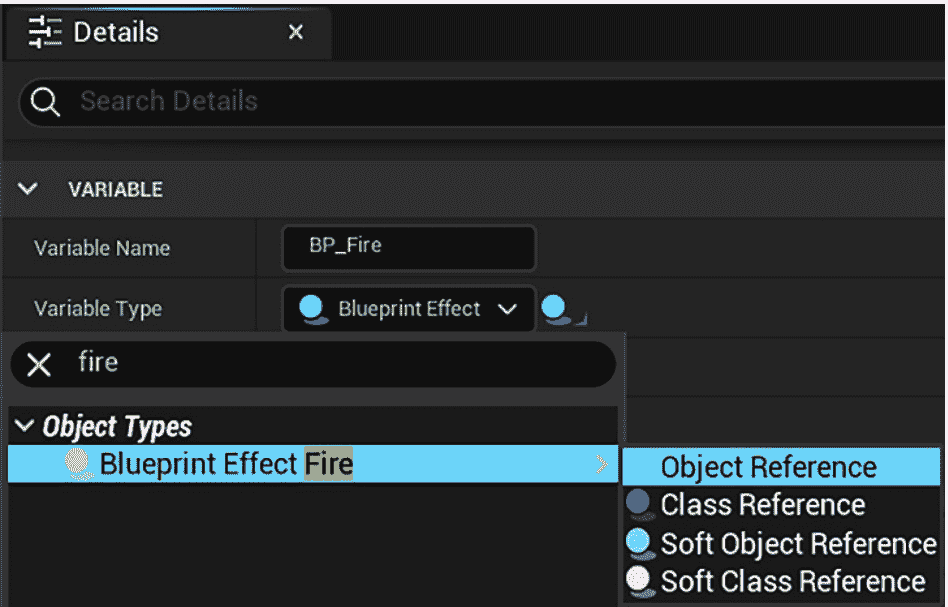 Details
Search Details
VARIABLE
Variable Name BP_Fire
Variable Type Blueprint Effect
fire
Object Types
Blueprint Effect Fire
Object Reference
Class Reference
Soft Object Reference
Soft Class Reference